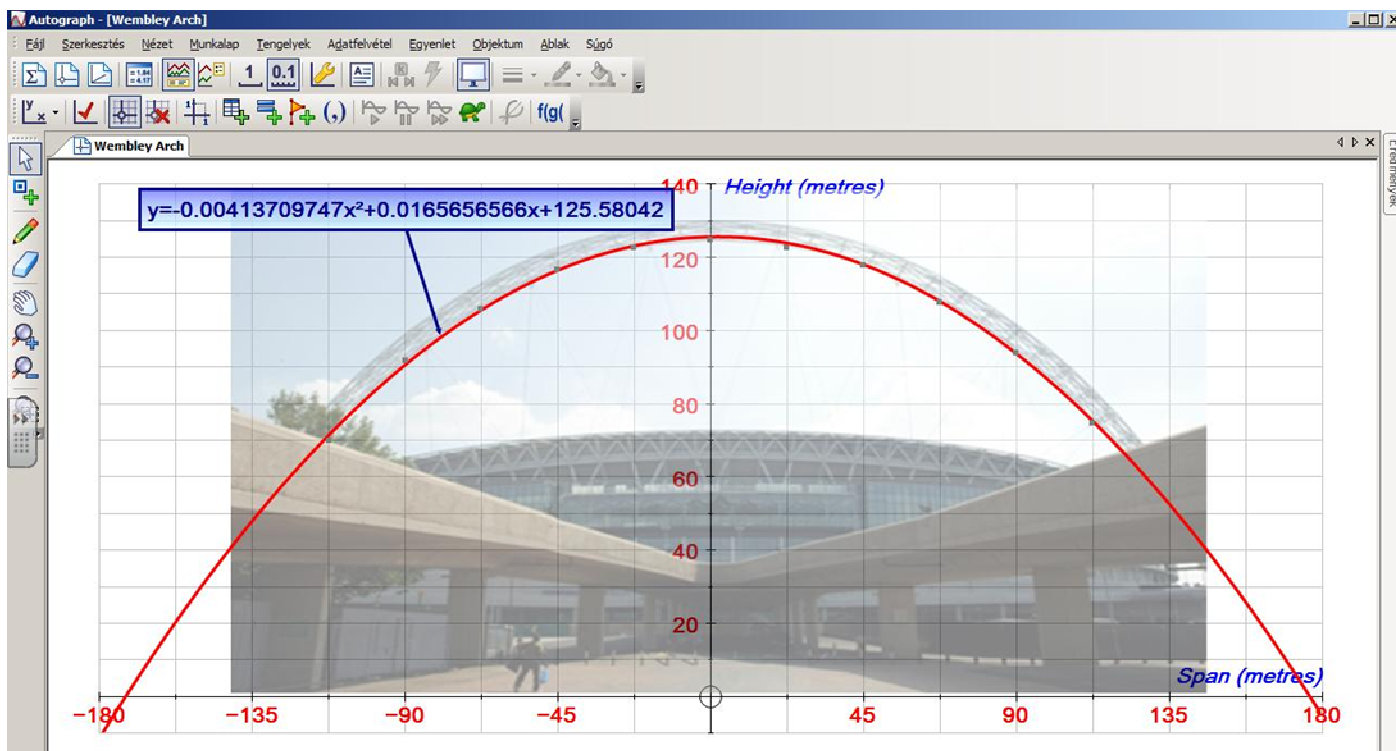 Autograph - [Wembley Arch]
Fájl Szerkesztés Nézet Munkalap Tengelyek Adatfelvétel Egyenlet Objektum Ablak Súgó
Σ 1 0.1 A
y x (,) f(g(
Wembley Arch
Eredmények
140 Height (metres)
y=-0.00413709747x²+0.0165656566x+125.58042
120
100
80
60
40
20
Span (metres)
−180 −135 −90 −45 45 90 135 180